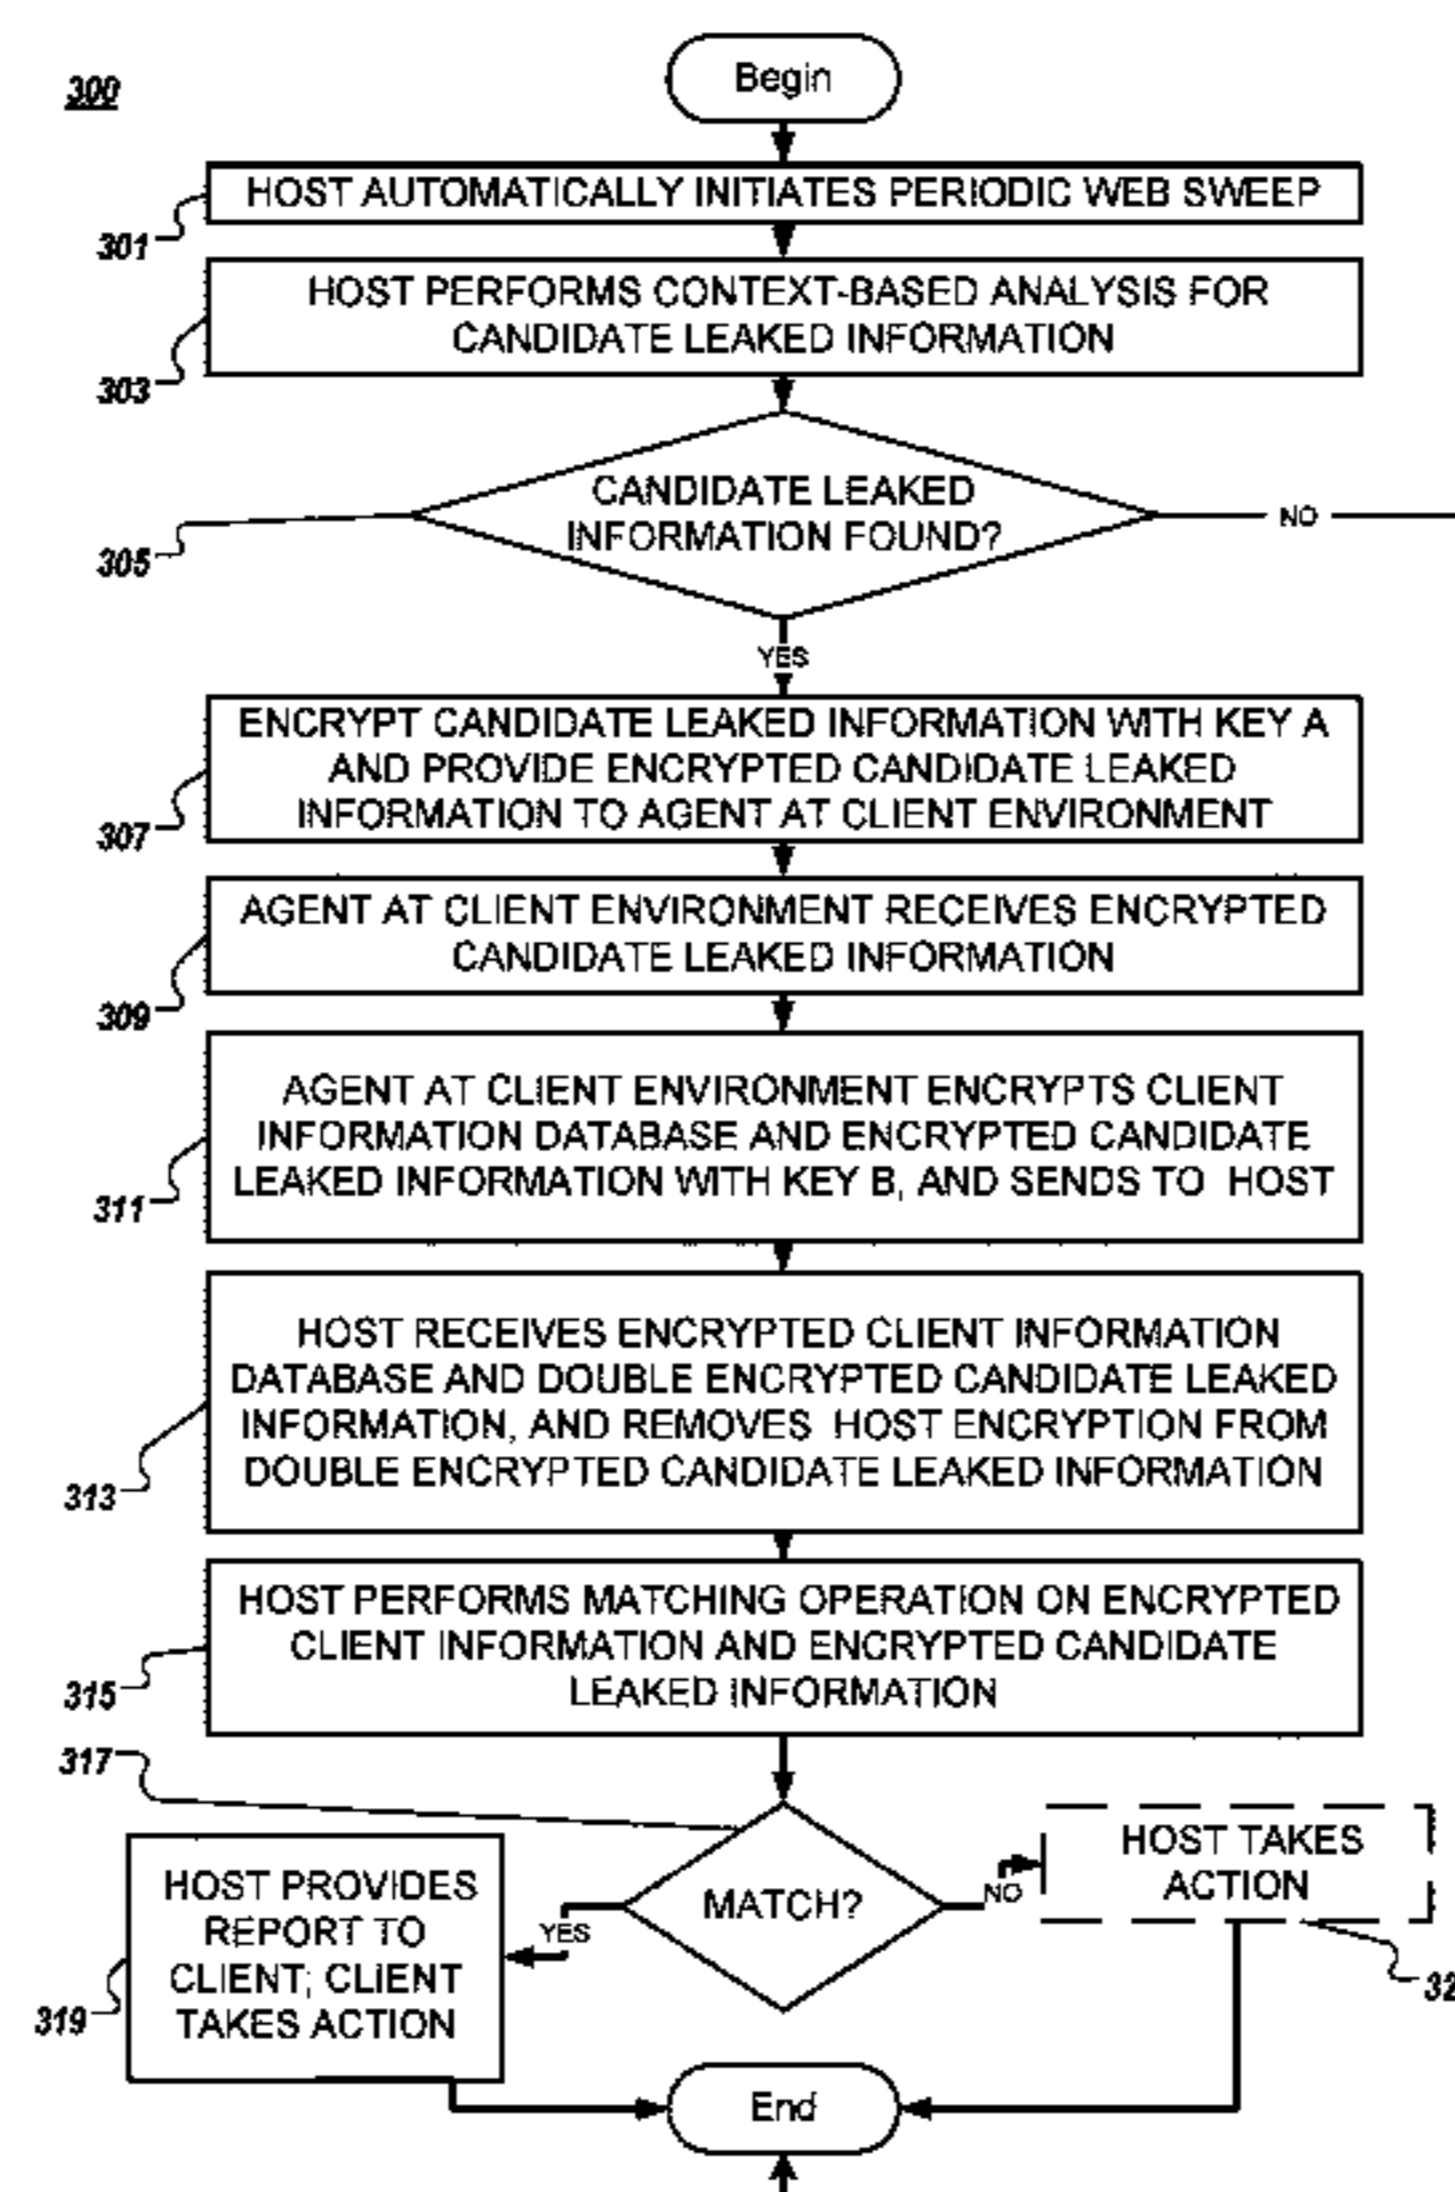 300
Begin
HOST AUTOMATICALLY INITIATES PERIODIC WEB SWEEP
301
HOST PERFORMS CONTEXT-BASED ANALYSIS FOR
CANDIDATE LEAKED INFORMATION
303
CANDIDATE LEAKED
INFORMATION FOUND?
NO
305
YES
ENCRYPT CANDIDATE LEAKED INFORMATION WITH KEY A
AND PROVIDE ENCRYPTED CANDIDATE LEAKED
INFORMATION TO AGENT AT CLIENT ENVIRONMENT
307
AGENT AT CLIENT ENVIRONMENT RECEIVES ENCRYPTED
CANDIDATE LEAKED INFORMATION
309
AGENT AT CLIENT ENVIRONMENT ENCRYPTS CLIENT
INFORMATION DATABASE AND ENCRYPTED CANDIDATE
LEAKED INFORMATION WITH KEY B, AND SENDS TO HOST
311
HOST RECEIVES ENCRYPTED CLIENT INFORMATION
DATABASE AND DOUBLE ENCRYPTED CANDIDATE LEAKED
INFORMATION, AND REMOVES HOST ENCRYPTION FROM
DOUBLE ENCRYPTED CANDIDATE LEAKED INFORMATION
313
HOST PERFORMS MATCHING OPERATION ON ENCRYPTED
CLIENT INFORMATION AND ENCRYPTED CANDIDATE
LEAKED INFORMATION
315
317
MATCH?
YES
NO
HOST TAKES
ACTION
HOST PROVIDES
REPORT TO
CLIENT; CLIENT
TAKES ACTION
319
End